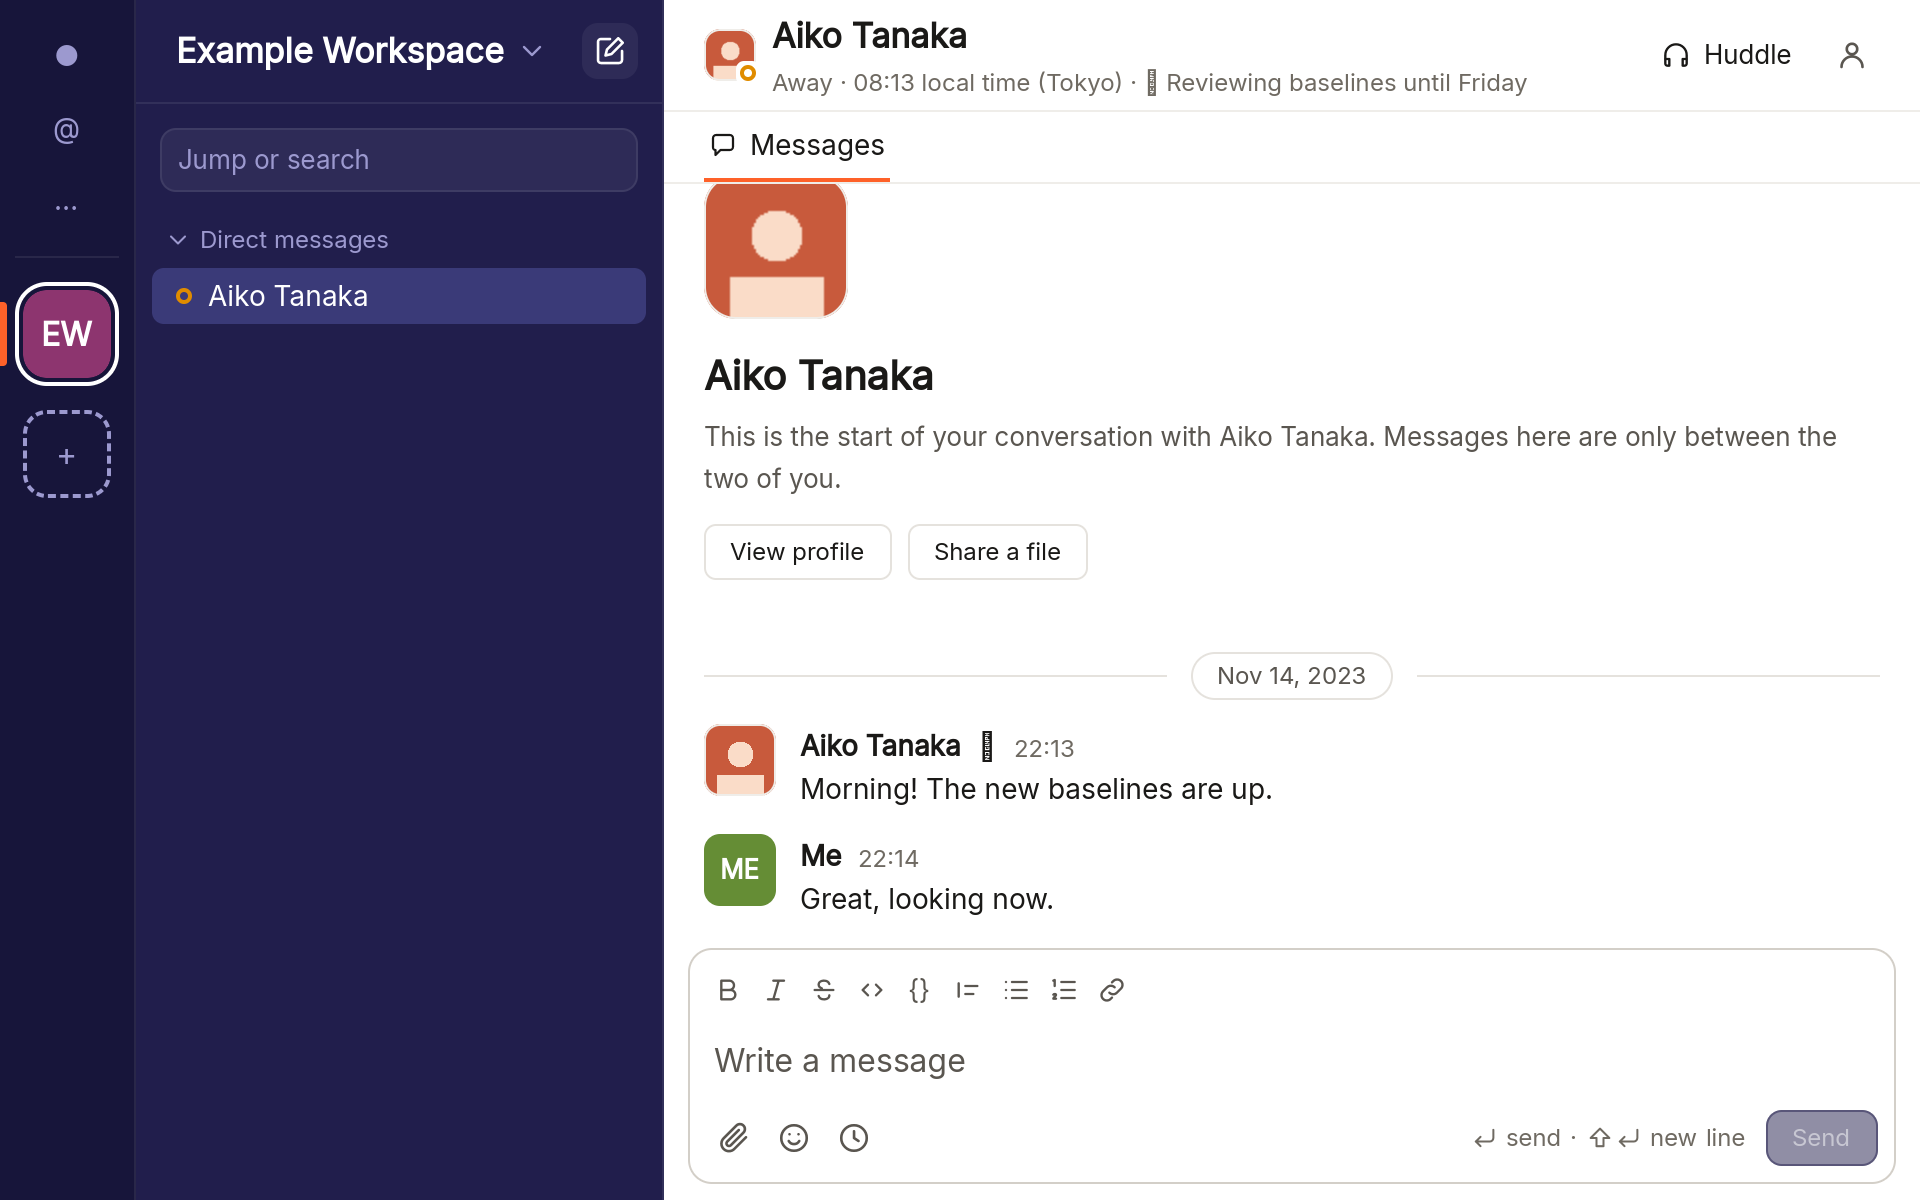 @
...
EW
+
Example Workspace
Jump or search
Direct messages
Aiko Tanaka
Aiko Tanaka
Away · 08:13 local time (Tokyo) · Reviewing baselines until Friday
Huddle
Messages
Aiko Tanaka
This is the start of your conversation with Aiko Tanaka. Messages here are only between the
two of you.
View profile
Share a file
Nov 14, 2023
Aiko Tanaka 22:13
Morning! The new baselines are up.
ME
Me 22:14
Great, looking now.
Write a message
send · new line
Send